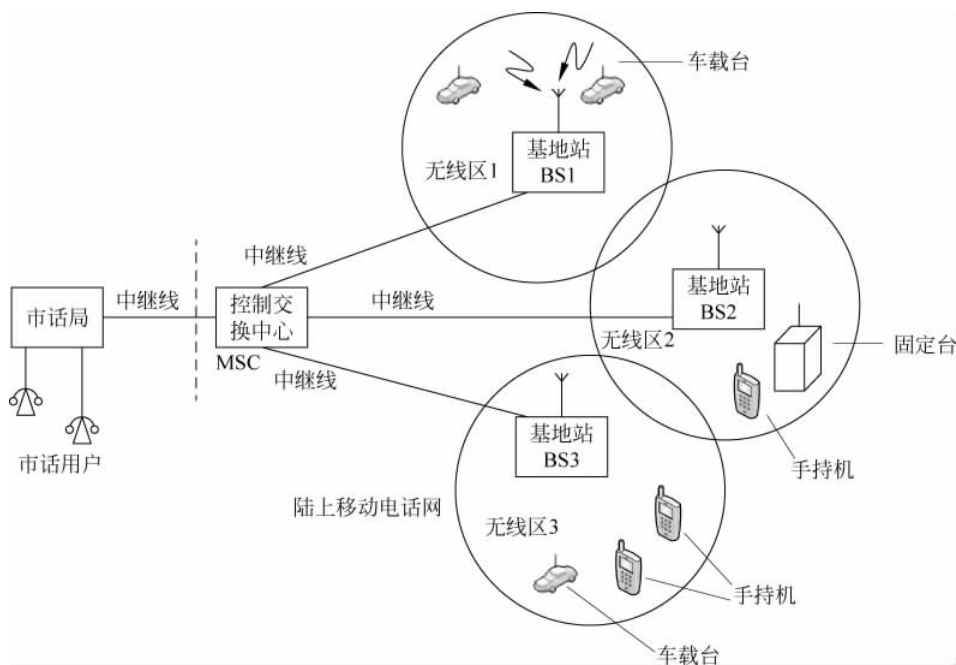 车载台
基地站
BS1
无线区1
中继线
市话局
中继线
控制交
换中心
MSC
中继线
基地站
BS2
无线区2
固定台
中继线
手持机
市话用户
基地站
BS3
陆上移动电话网
无线区3
手持机
车载台